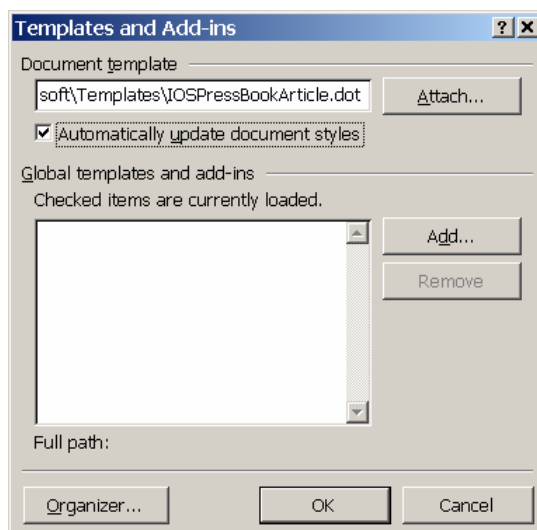 Templates and Add-ins
Document template
soft\Templates\IOSPressBookArticle.dot
Attach...
Automatically update document styles
Global templates and add-ins
Checked items are currently loaded.
Add...
Remove
Full path:
Organizer...
OK
Cancel